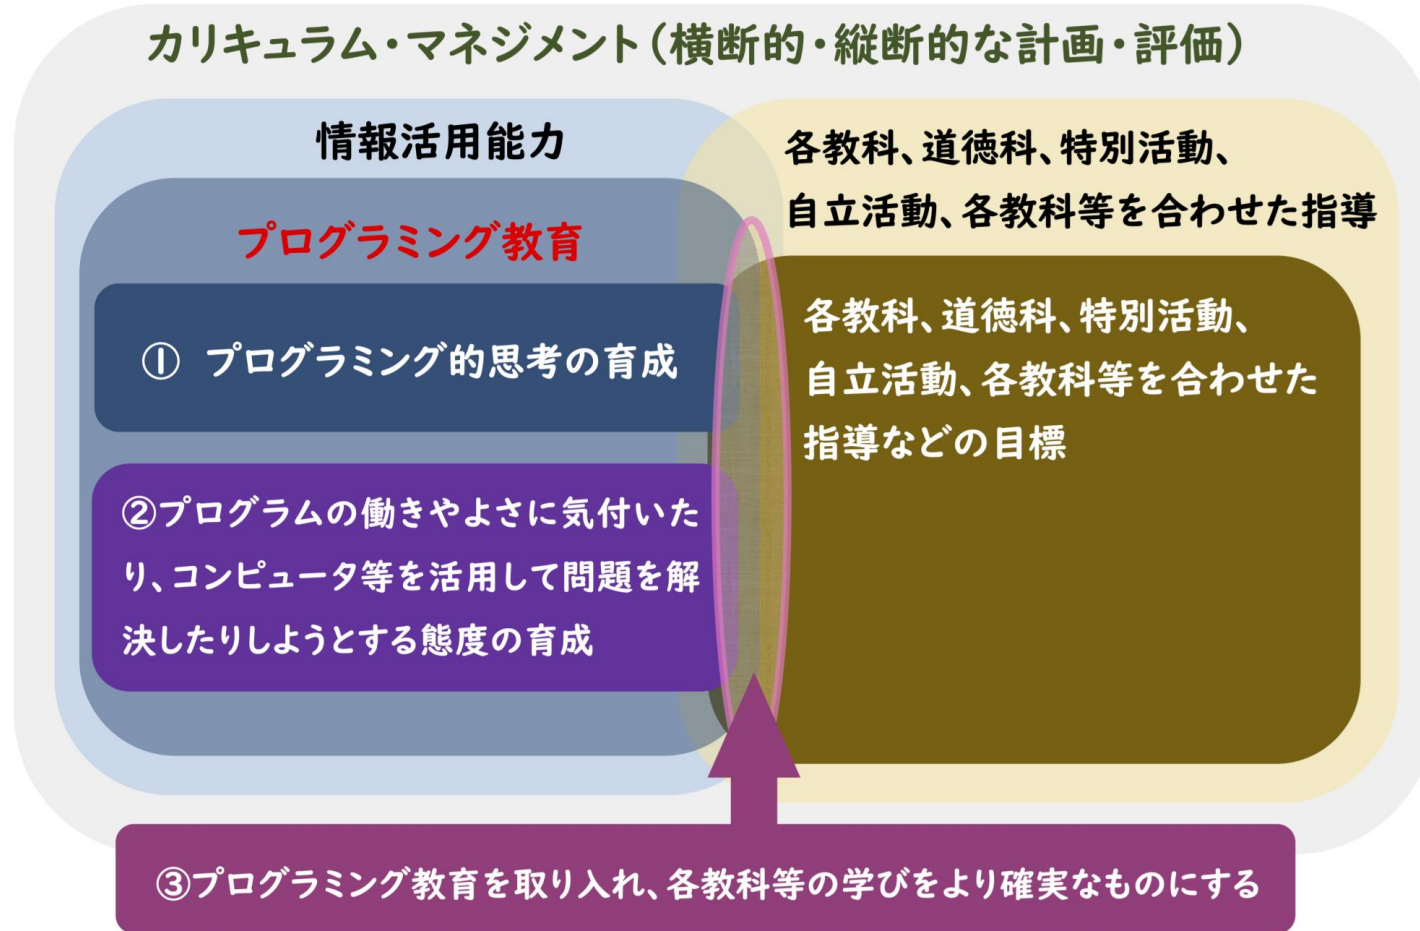 カリキュラム・マネジメント（横断的・縦断的な計画・評価）
情報活用能力
プログラミング教育
① プログラミング的思考の育成
②プログラムの働きやよさに気付いた
り、コンピュータ等を活用して問題を解
決したりしようとする態度の育成
各教科、道徳科、特別活動、
自立活動、各教科等を合わせた指導
各教科、道徳科、特別活動、
自立活動、各教科等を合わせた
指導などの目標
③プログラミング教育を取り入れ、各教科等の学びをより確実なものにする